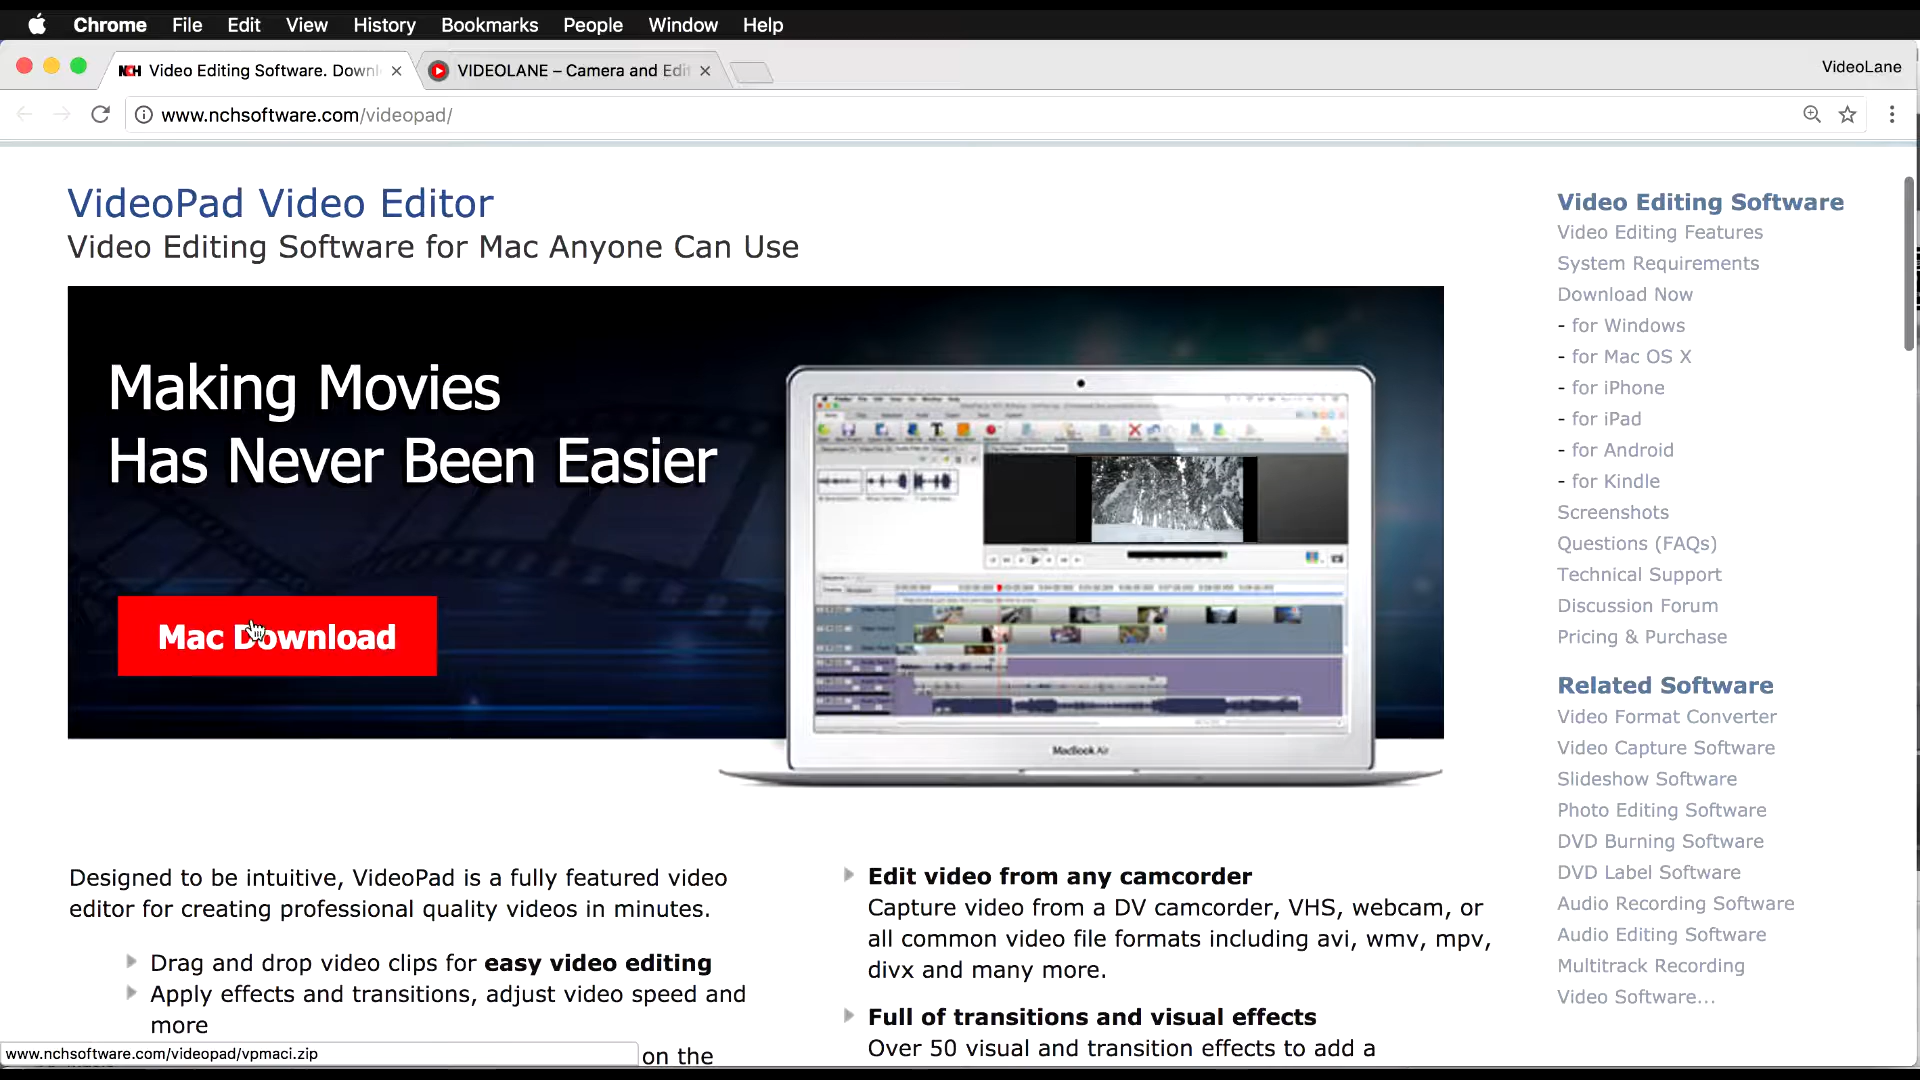 Chrome File Edit View History Bookmarks People Window Help
NCH Video Editing Software. Downl
VIDEOLANE – Camera and Edit
VideoLane
www.nchsoftware.com/videopad/
VideoPad Video Editor
Video Editing Software for Mac Anyone Can Use
Making Movies
Has Never Been Easier
Mac Download
MacBook Air
Designed to be intuitive, VideoPad is a fully featured video
editor for creating professional quality videos in minutes.
Drag and drop video clips for easy video editing
Apply effects and transitions, adjust video speed and
more
on the
Edit video from any camcorder
Capture video from a DV camcorder, VHS, webcam, or
all common video file formats including avi, wmv, mpv,
divx and many more.
Full of transitions and visual effects
Over 50 visual and transition effects to add a
Video Editing Software
Video Editing Features
System Requirements
Download Now
- for Windows
- for Mac OS X
- for iPhone
- for iPad
- for Android
- for Kindle
Screenshots
Questions (FAQs)
Technical Support
Discussion Forum
Pricing & Purchase
Related Software
Video Format Converter
Video Capture Software
Slideshow Software
Photo Editing Software
DVD Burning Software
DVD Label Software
Audio Recording Software
Audio Editing Software
Multitrack Recording
Video Software...
www.nchsoftware.com/videopad/vpmaci.zip